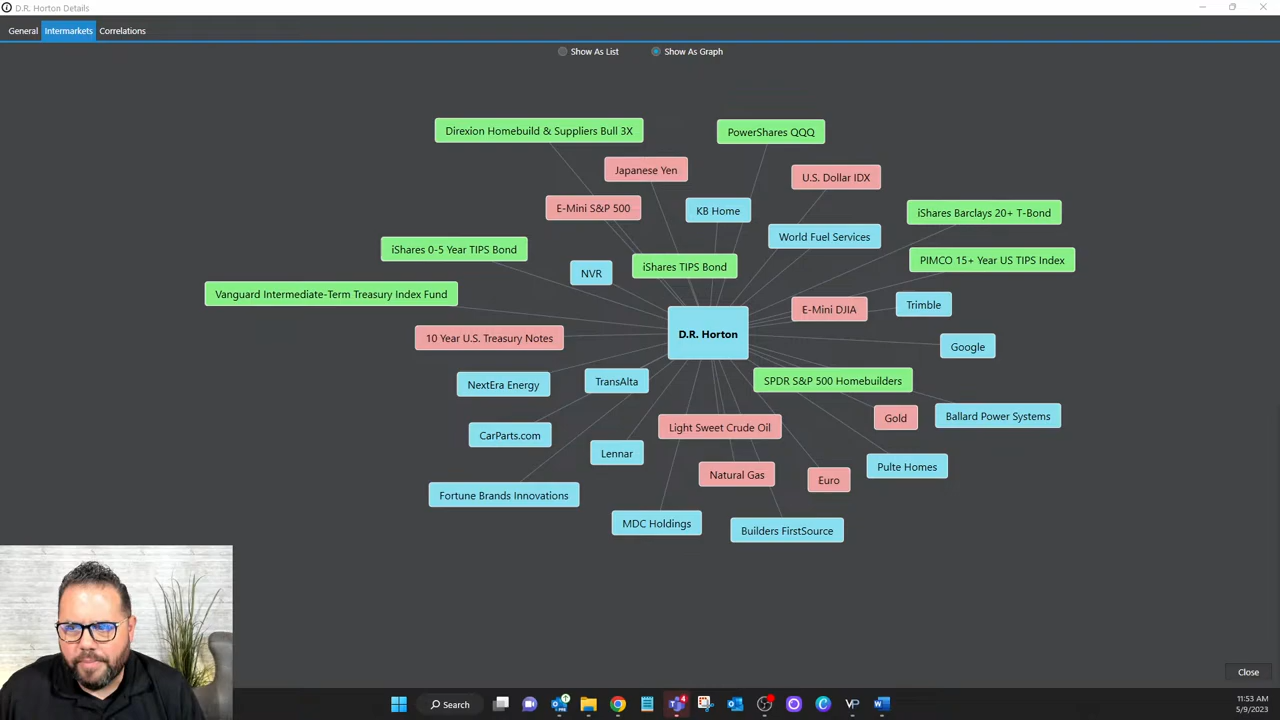 D.R. Horton Details
General Intermarkets Correlations
Show As List Show As Graph
Direxion Homebuild & Suppliers Bull 3X
PowerShares QQQ
Japanese Yen
U.S. Dollar IDX
E-Mini S&P 500
KB Home
iShares Barclays 20+ T-Bond
World Fuel Services
iShares 0-5 Year TIPS Bond
PIMCO 15+ Year US TIPS Index
NVR
iShares TIPS Bond
Vanguard Intermediate-Term Treasury Index Fund
E-Mini DJIA
Trimble
10 Year U.S. Treasury Notes
D.R. Horton
Google
NextEra Energy
TransAlta
SPDR S&P 500 Homebuilders
Gold
Ballard Power Systems
CarParts.com
Light Sweet Crude Oil
Lennar
Pulte Homes
Natural Gas
Euro
Fortune Brands Innovations
MDC Holdings
Builders FirstSource
Close
Search
4
VP
11:53 AM
5/9/2023